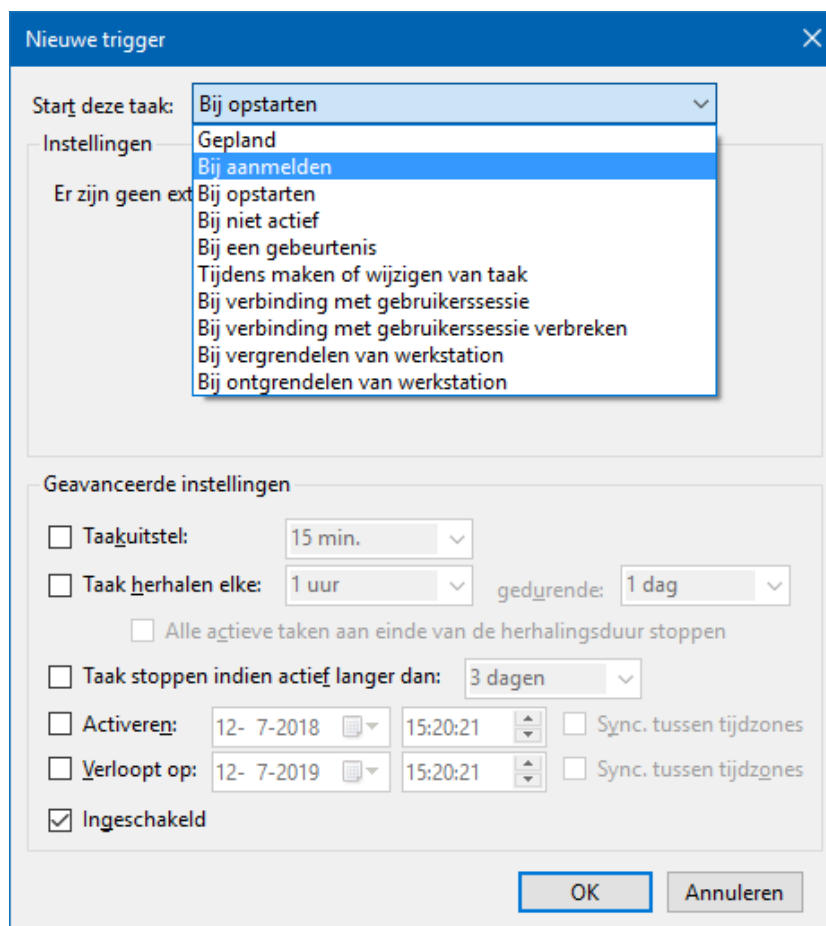 Nieuwe trigger
Start deze taak: Bij opstarten
Instellingen
Gepland
Bij aanmelden
Er zijn geen ext
Bij opstarten
Bij niet actief
Bij een gebeurtenis
Tijdens maken of wijzigen van taak
Bij verbinding met gebruikerssessie
Bij verbinding met gebruikerssessie verbreken
Bij vergrendelen van werkstation
Bij ontgrendelen van werkstation
Geavanceerde instellingen
Taakuitstel: 15 min.
Taak herhalen elke: 1 uur gedurende: 1 dag
Alle actieve taken aan einde van de herhalingsduur stoppen
Taak stoppen indien actief langer dan: 3 dagen
Activeren: 12- 7-2018 15:20:21 Sync. tussen tijdzones
Verloopt op: 12- 7-2019 15:20:21 Sync. tussen tijdzones
Ingeschakeld
OK Annuleren